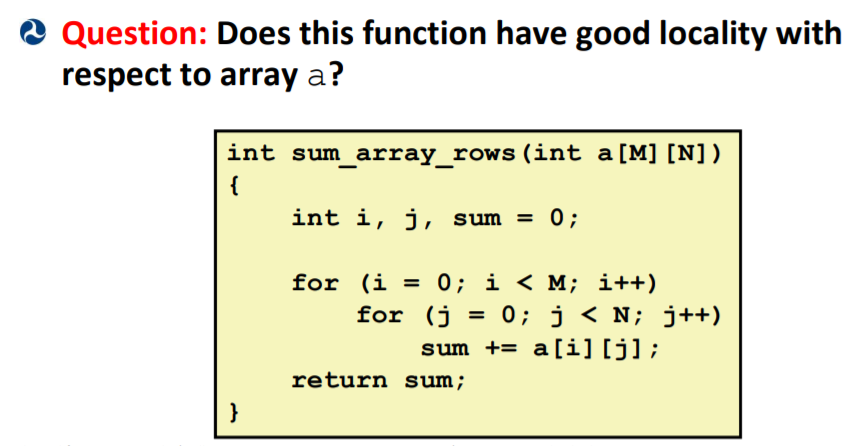 Question: Does this function have good locality with
respect to array a?
int sum_array_rows(int a[M][N])
{
    int i, j, sum = 0;

    for (i = 0; i < M; i++)
        for (j = 0; j < N; j++)
            sum += a[i][j];
    return sum;
}